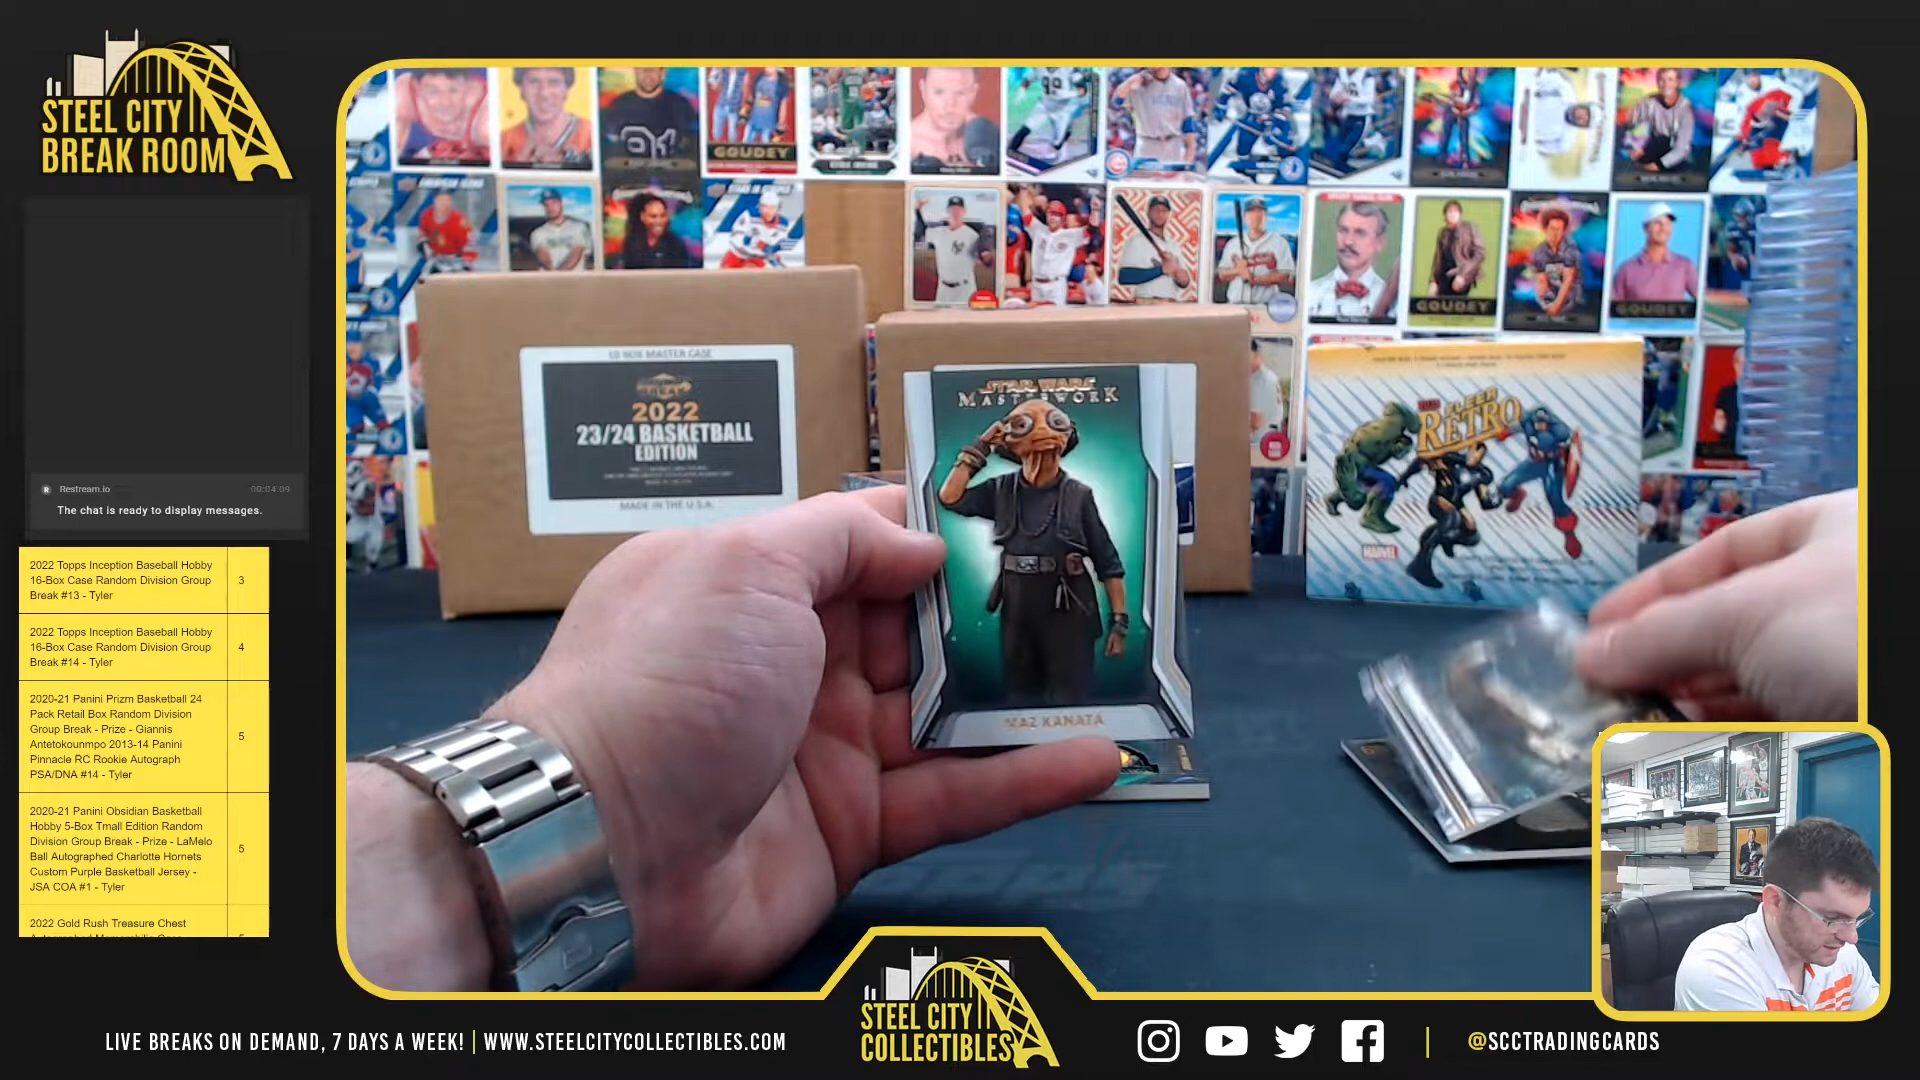 STEEL CITY
BREAK ROOM
Restream.io
00:04:09
The chat is ready to display messages.
2022 Topps Inception Baseball Hobby
16-Box Case Random Division Group
Break #13 - Tyler
3
2022 Topps Inception Baseball Hobby
16-Box Case Random Division Group
Break #14 - Tyler
4
2020-21 Panini Prizm Basketball 24
Pack Retail Box Random Division
Group Break - Prize - Giannis
Antetokounmpo 2013-14 Panini
Pinnacle RC Rookie Autograph
PSA/DNA #14 - Tyler
5
2020-21 Panini Obsidian Basketball
Hobby 5-Box Tmall Edition Random
Division Group Break - Prize - LaMelo
Ball Autographed Charlotte Hornets
Custom Purple Basketball Jersey -
JSA COA #1 - Tyler
5
2022 Gold Rush Treasure Chest
GOUDEY
GOUDEY
GOUDEY
10 BOX MASTER CASE
2022
23/24 BASKETBALL
EDITION
MADE IN THE U.S.A.
STAR WARS
MASTERWORK
MAZ KANATA
FLEER
RETRO
MARVEL
STEEL CITY
COLLECTIBLES
LIVE BREAKS ON DEMAND, 7 DAYS A WEEK! | WWW.STEELCITYCOLLECTIBLES.COM
@SCCTRADINGCARDS